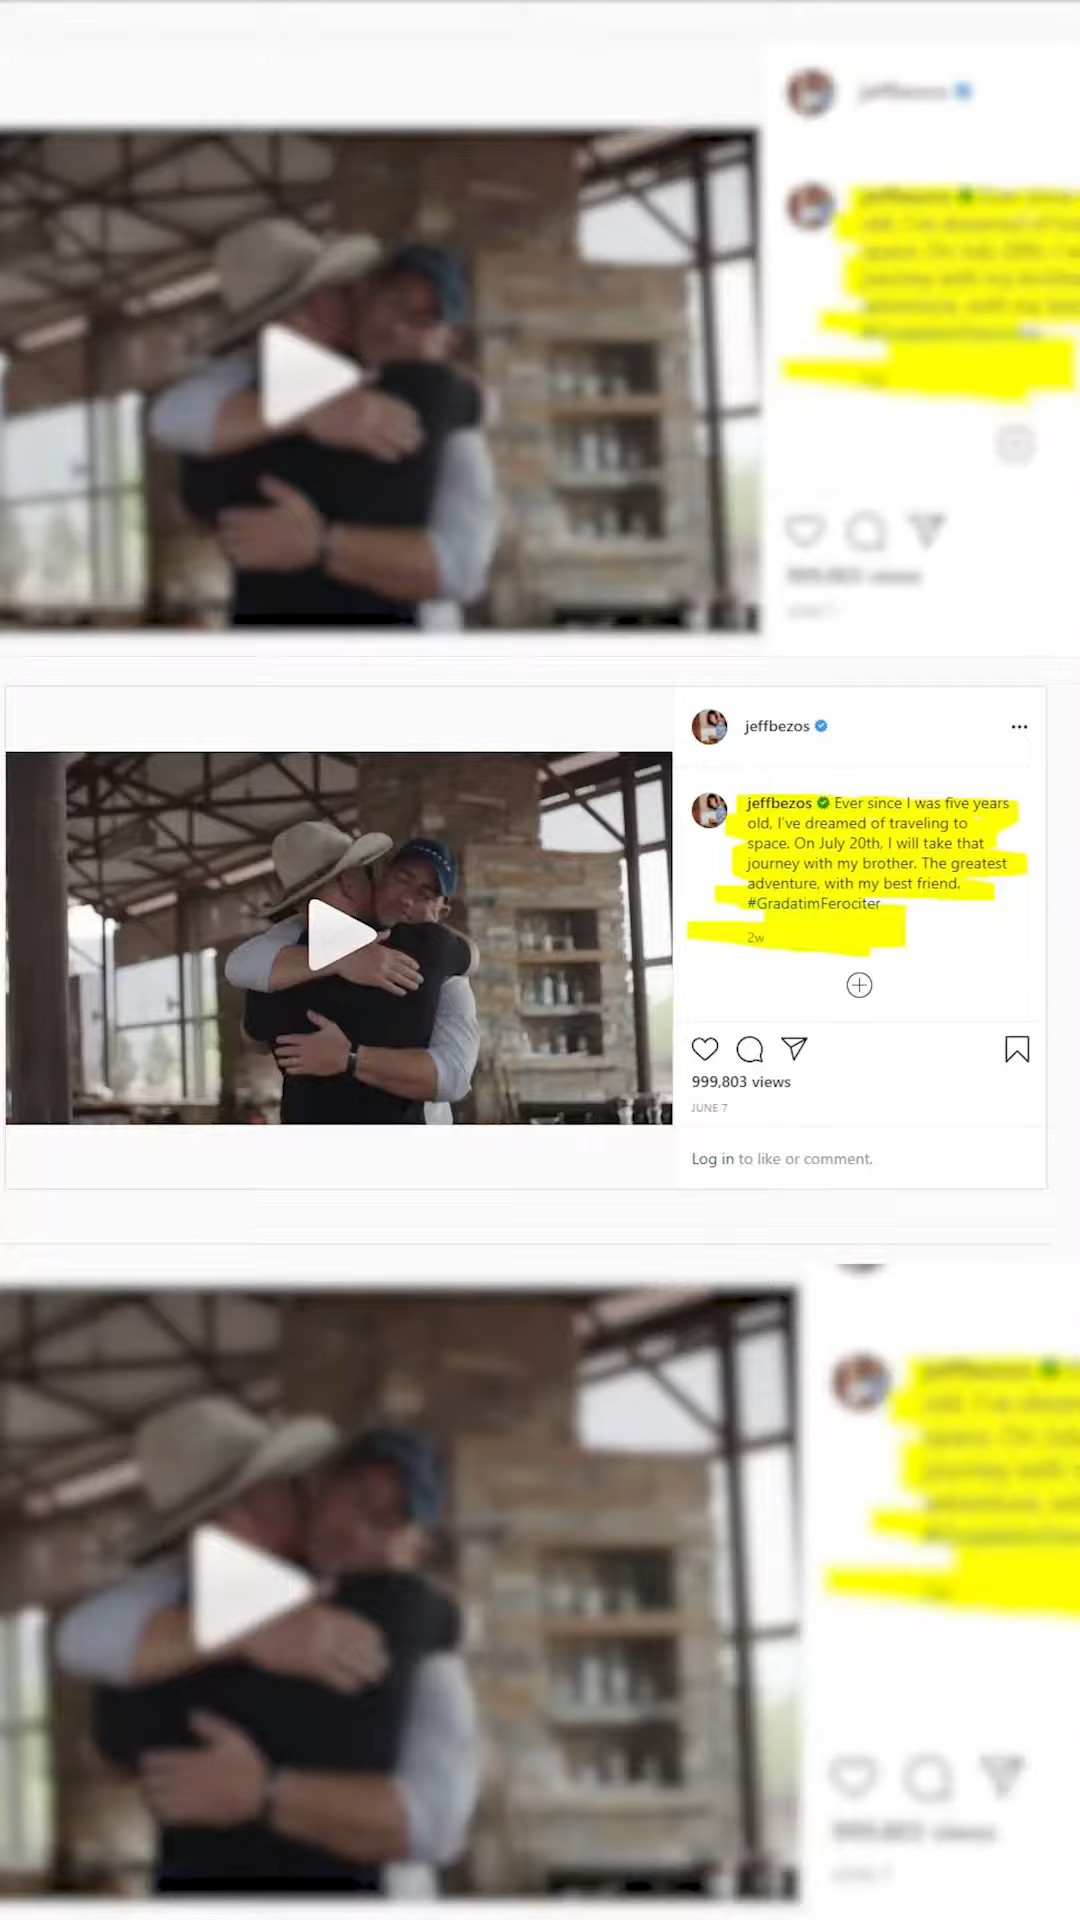 jeffbezos
jeffbezos Ever since I was five years
old, I've dreamed of traveling to
space. On July 20th, I will take that
journey with my brother. The greatest
adventure, with my best friend.
#GradatimFerociter
2w
999,803 views
JUNE 7
Log in to like or comment.